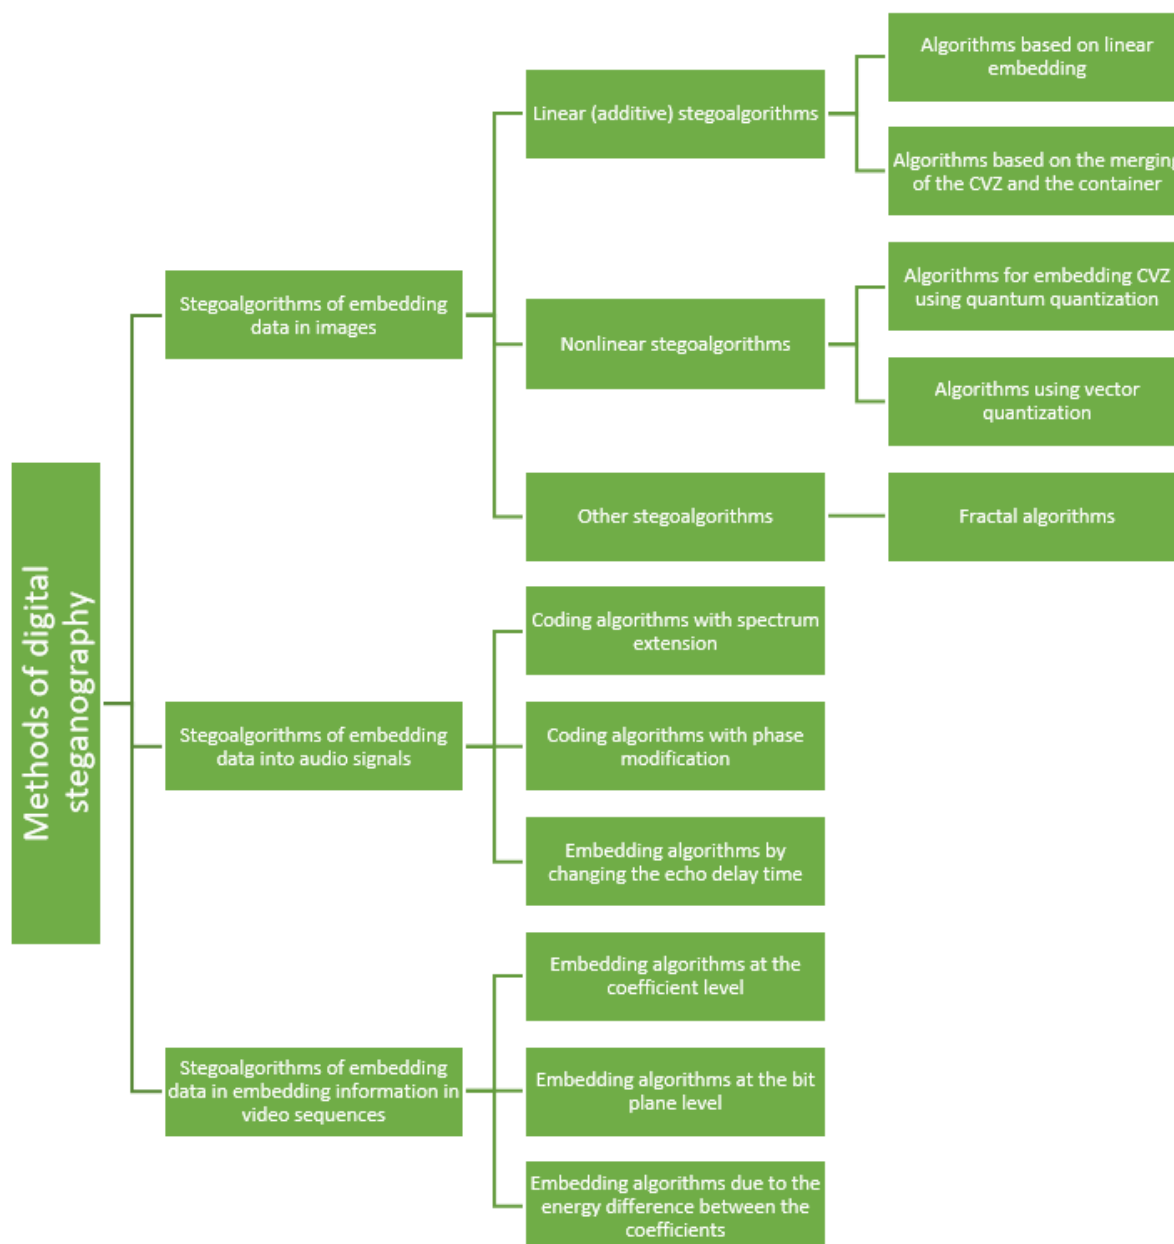 Methods of digital
steganography
Stegoalgorithms of embedding
data in images
Linear (additive) stegoalgorithms
Algorithms based on linear
embedding
Algorithms based on the merging
of the CVZ and the container
Nonlinear stegoalgorithms
Algorithms for embedding CVZ
using quantum quantization
Algorithms using vector
quantization
Other stegoalgorithms
Fractal algorithms
Stegoalgorithms of embedding
data into audio signals
Coding algorithms with spectrum
extension
Coding algorithms with phase
modification
Embedding algorithms by
changing the echo delay time
Stegoalgorithms of embedding
data in embedding information in
video sequences
Embedding algorithms at the
coefficient level
Embedding algorithms at the bit
plane level
Embedding algorithms due to the
energy difference between the
coefficients